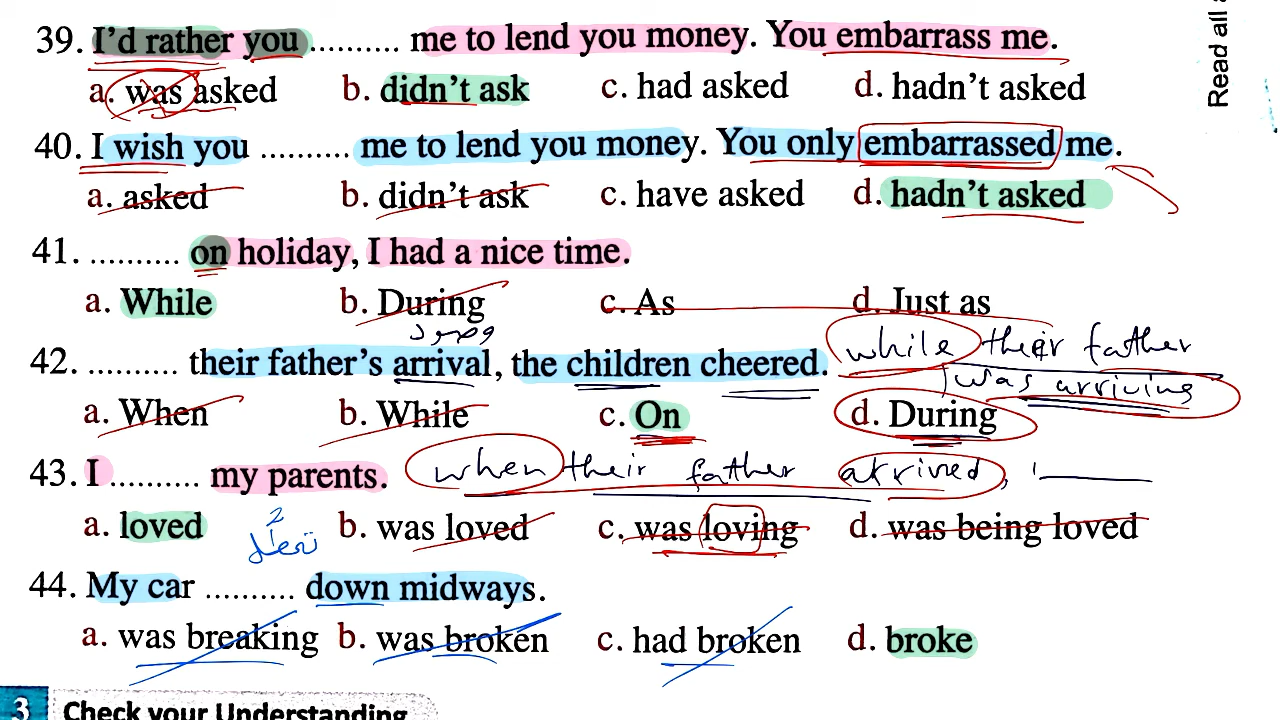 39. I'd rather you .......... me to lend you money. You embarrass me.
a. was asked b. didn't ask c. had asked d. hadn't asked
40. I wish you .......... me to lend you money. You only embarrassed me.
a. asked b. didn't ask c. have asked d. hadn't asked
41. .......... on holiday, I had a nice time.
a. While b. During c. As d. Just as
وصول
while their father
42. .......... their father's arrival, the children cheered.
was arriving
a. When b. While c. On d. During
43. I .......... my parents. when their father arrived,
a. loved b. was loved c. was loving d. was being loved
44. My car .......... down midways.
a. was breaking b. was broken c. had broken d. broke
3 Check your Understanding
Read all